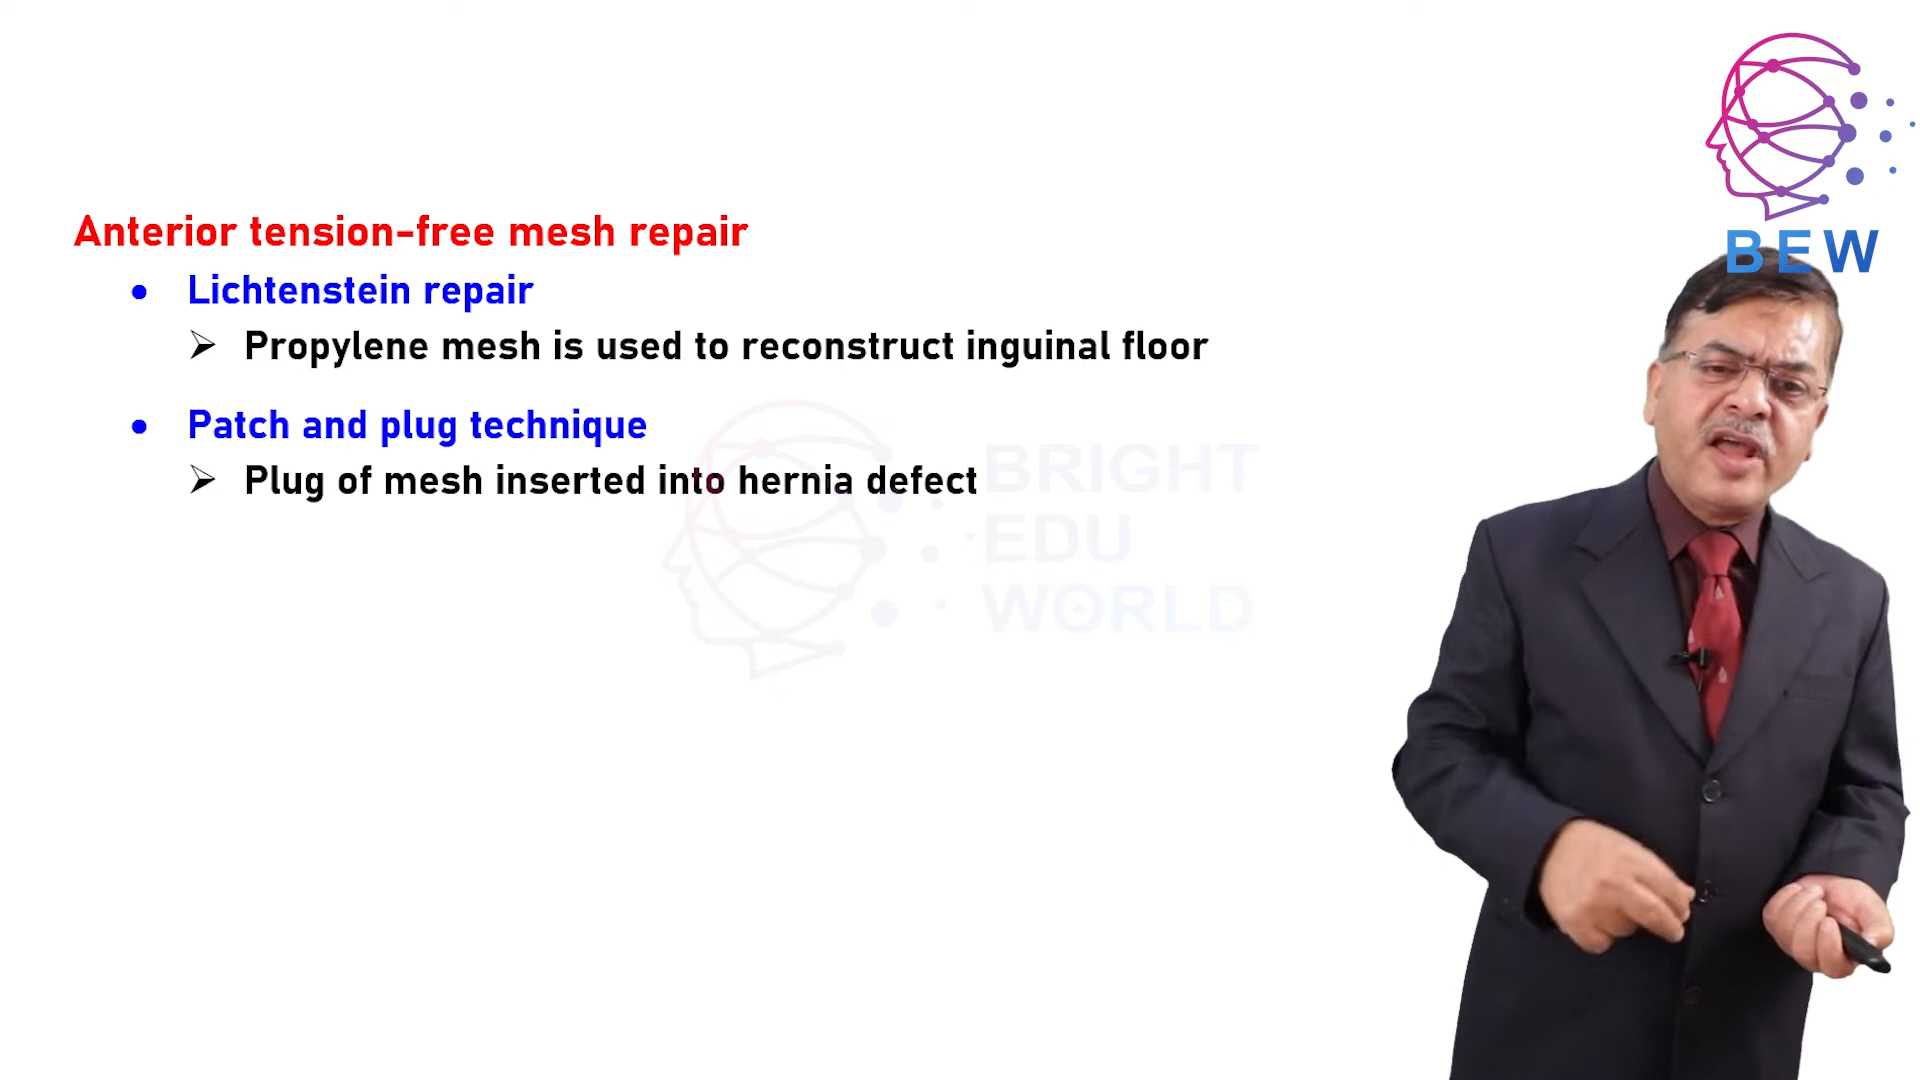 BEW
Anterior tension-free mesh repair
• Lichtenstein repair
➢ Propylene mesh is used to reconstruct inguinal floor
• Patch and plug technique
➢ Plug of mesh inserted into hernia defect
BRIGHT
EDU
WORLD